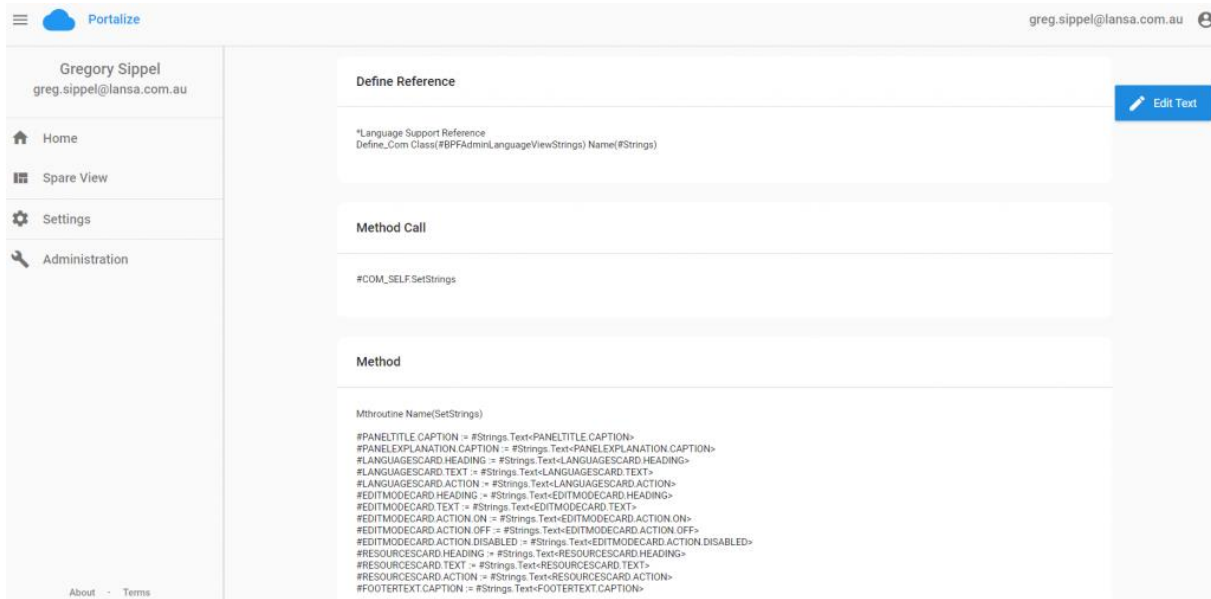 Portalize
greg.sippel@lansa.com.au
Gregory Sippel
greg.sippel@lansa.com.au
Home
Spare View
Settings
Administration
About - Terms
Define Reference
*Language Support Reference
Define_Com Class(#BPFAdminLanguageViewStrings) Name(#Strings)
Edit Text
Method Call
#COM_SELF.SetStrings
Method
Mthroutine Name(SetStrings)
#PANELTITLE.CAPTION := #Strings.Text<PANELTITLE.CAPTION>
#PANELEXPLANATION.CAPTION := #Strings.Text<PANELEXPLANATION.CAPTION>
#LANGUAGESCARD.HEADING := #Strings.Text<LANGUAGESCARD.HEADING>
#LANGUAGESCARD.TEXT := #Strings.Text<LANGUAGESCARD.TEXT>
#LANGUAGESCARD.ACTION := #Strings.Text<LANGUAGESCARD.ACTION>
#EDITMODECARD.HEADING := #Strings.Text<EDITMODECARD.HEADING>
#EDITMODECARD.TEXT := #Strings.Text<EDITMODECARD.TEXT>
#EDITMODECARD.ACTION.ON := #Strings.Text<EDITMODECARD.ACTION.ON>
#EDITMODECARD.ACTION.OFF := #Strings.Text<EDITMODECARD.ACTION.OFF>
#EDITMODECARD.ACTION.DISABLED := #Strings.Text<EDITMODECARD.ACTION.DISABLED>
#RESOURCESCARD.HEADING := #Strings.Text<RESOURCESCARD.HEADING>
#RESOURCESCARD.TEXT := #Strings.Text<RESOURCESCARD.TEXT>
#RESOURCESCARD.ACTION := #Strings.Text<RESOURCESCARD.ACTION>
#FOOTERTEXT.CAPTION := #Strings.Text<FOOTERTEXT.CAPTION>